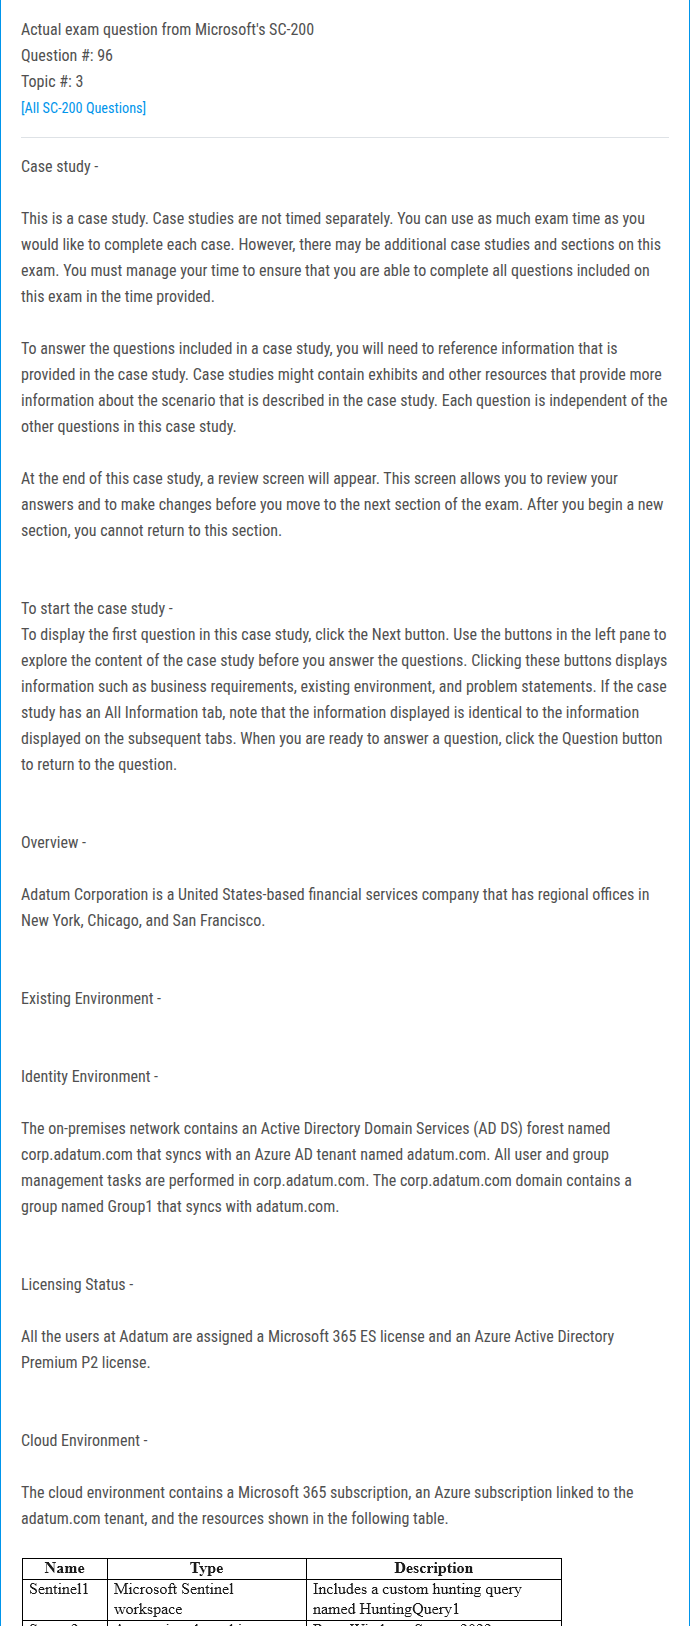 Actual exam question from Microsoft's SC-200
Question #: 96
Topic #: 3
[All SC-200 Questions]
Case study -
This is a case study. Case studies are not timed separately. You can use as much exam time as you
would like to complete each case. However, there may be additional case studies and sections on this
exam. You must manage your time to ensure that you are able to complete all questions included on
this exam in the time provided.
To answer the questions included in a case study, you will need to reference information that is
provided in the case study. Case studies might contain exhibits and other resources that provide more
information about the scenario that is described in the case study. Each question is independent of the
other questions in this case study.
At the end of this case study, a review screen will appear. This screen allows you to review your
answers and to make changes before you move to the next section of the exam. After you begin a new
section, you cannot return to this section.
To start the case study -
To display the first question in this case study, click the Next button. Use the buttons in the left pane to
explore the content of the case study before you answer the questions. Clicking these buttons displays
information such as business requirements, existing environment, and problem statements. If the case
study has an All Information tab, note that the information displayed is identical to the information
displayed on the subsequent tabs. When you are ready to answer a question, click the Question button
to return to the question.
Overview -
Adatum Corporation is a United States-based financial services company that has regional offices in
New York, Chicago, and San Francisco.
Existing Environment -
Identity Environment -
The on-premises network contains an Active Directory Domain Services (AD DS) forest named
corp.adatum.com that syncs with an Azure AD tenant named adatum.com. All user and group
management tasks are performed in corp.adatum.com. The corp.adatum.com domain contains a
group named Group1 that syncs with adatum.com.
Licensing Status -
All the users at Adatum are assigned a Microsoft 365 ES license and an Azure Active Directory
Premium P2 license.
Cloud Environment -
The cloud environment contains a Microsoft 365 subscription, an Azure subscription linked to the
adatum.com tenant, and the resources shown in the following table.
Name Type Description
Sentinel1 Microsoft Sentinel Includes a custom hunting query
workspace named HuntingQuery1